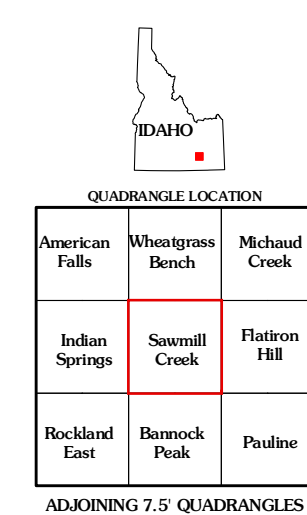 IDAHO
QUADRANGLE LOCATION
American Falls
Wheatgrass Bench
Michaud Creek
Indian Springs
Sawmill Creek
Flatiron Hill
Rockland East
Bannock Peak
Pauline
ADJOINING 7.5' QUADRANGLES